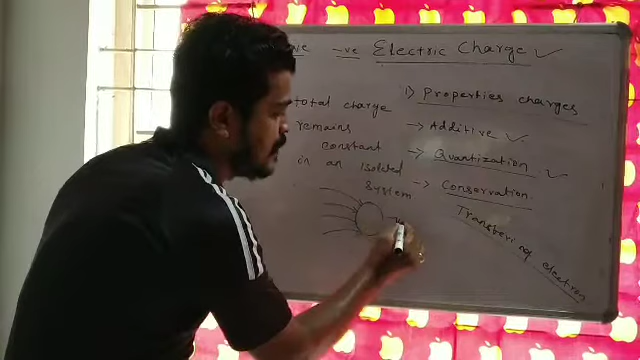 ve -ve Electric Charge
total charge
remains
constant
in an isolated
system
1) Properties charges
→ Additive
→ Quantization
→ Conservation.
Transfering electron